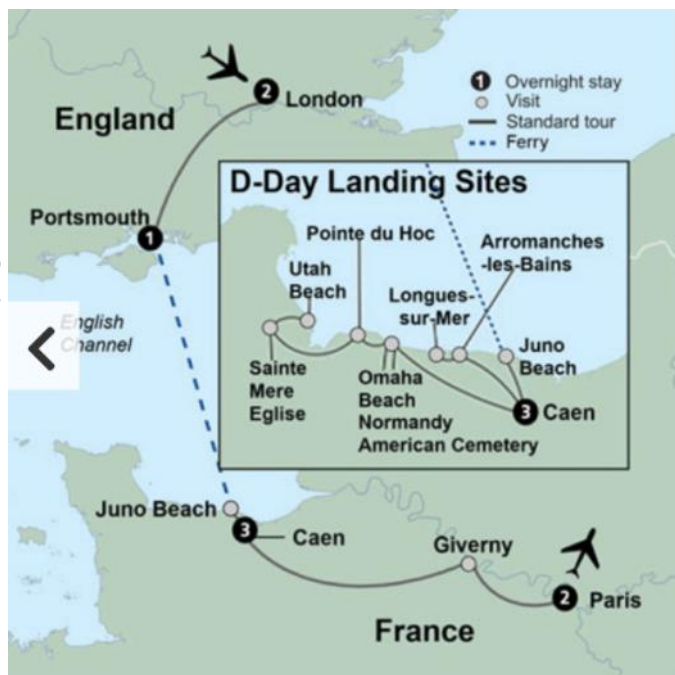 2
London
England
1 Overnight stay
Visit
Standard tour
Ferry
Portsmouth
1
D-Day Landing Sites
Pointe du Hoc
Arromanches
-les-Bains
Utah
Beach
Longues-
sur-Mer
Juno
Beach
Sainte
Mere
Eglise
Omaha
Beach
Normandy
American Cemetery
3 Caen
English
Channel
Juno Beach
3
Caen
Giverny
2 Paris
France